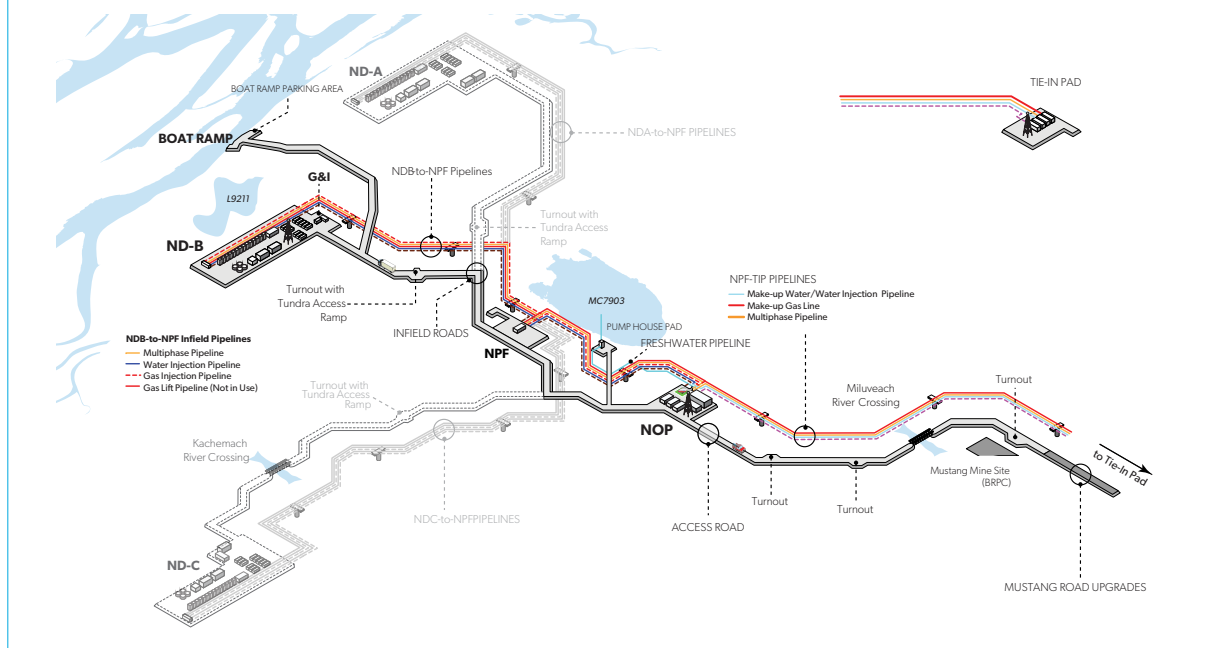 ND-A
BOAT RAMP PARKING AREA
TIE-IN PAD
BOAT RAMP
NDA-to-NPF PIPELINES
G&I
NDB-to-NPF Pipelines
L9211
Turnout with
Tundra Access
Ramp
ND-B
NPF-TIP PIPELINES
Make-up Water/Water Injection Pipeline
Make-up Gas Line
Multiphase Pipeline
Turnout with
Tundra Access
Ramp
MC7903
INFIELD ROADS
PUMP HOUSE PAD
FRESHWATER PIPELINE
NDB-to-NPF Infield Pipelines
Multiphase Pipeline
Water Injection Pipeline
Gas Injection Pipeline
Gas Lift Pipeline (Not in Use)
NPF
Turnout with
Tundra Access
Ramp
Miluveach
River Crossing
Turnout
NOP
Kachemach
River Crossing
to Tie-In Pad
Mustang Mine Site
(BRPC)
Turnout
Turnout
NDC-to-NPFPIPELINES
ACCESS ROAD
ND-C
MUSTANG ROAD UPGRADES